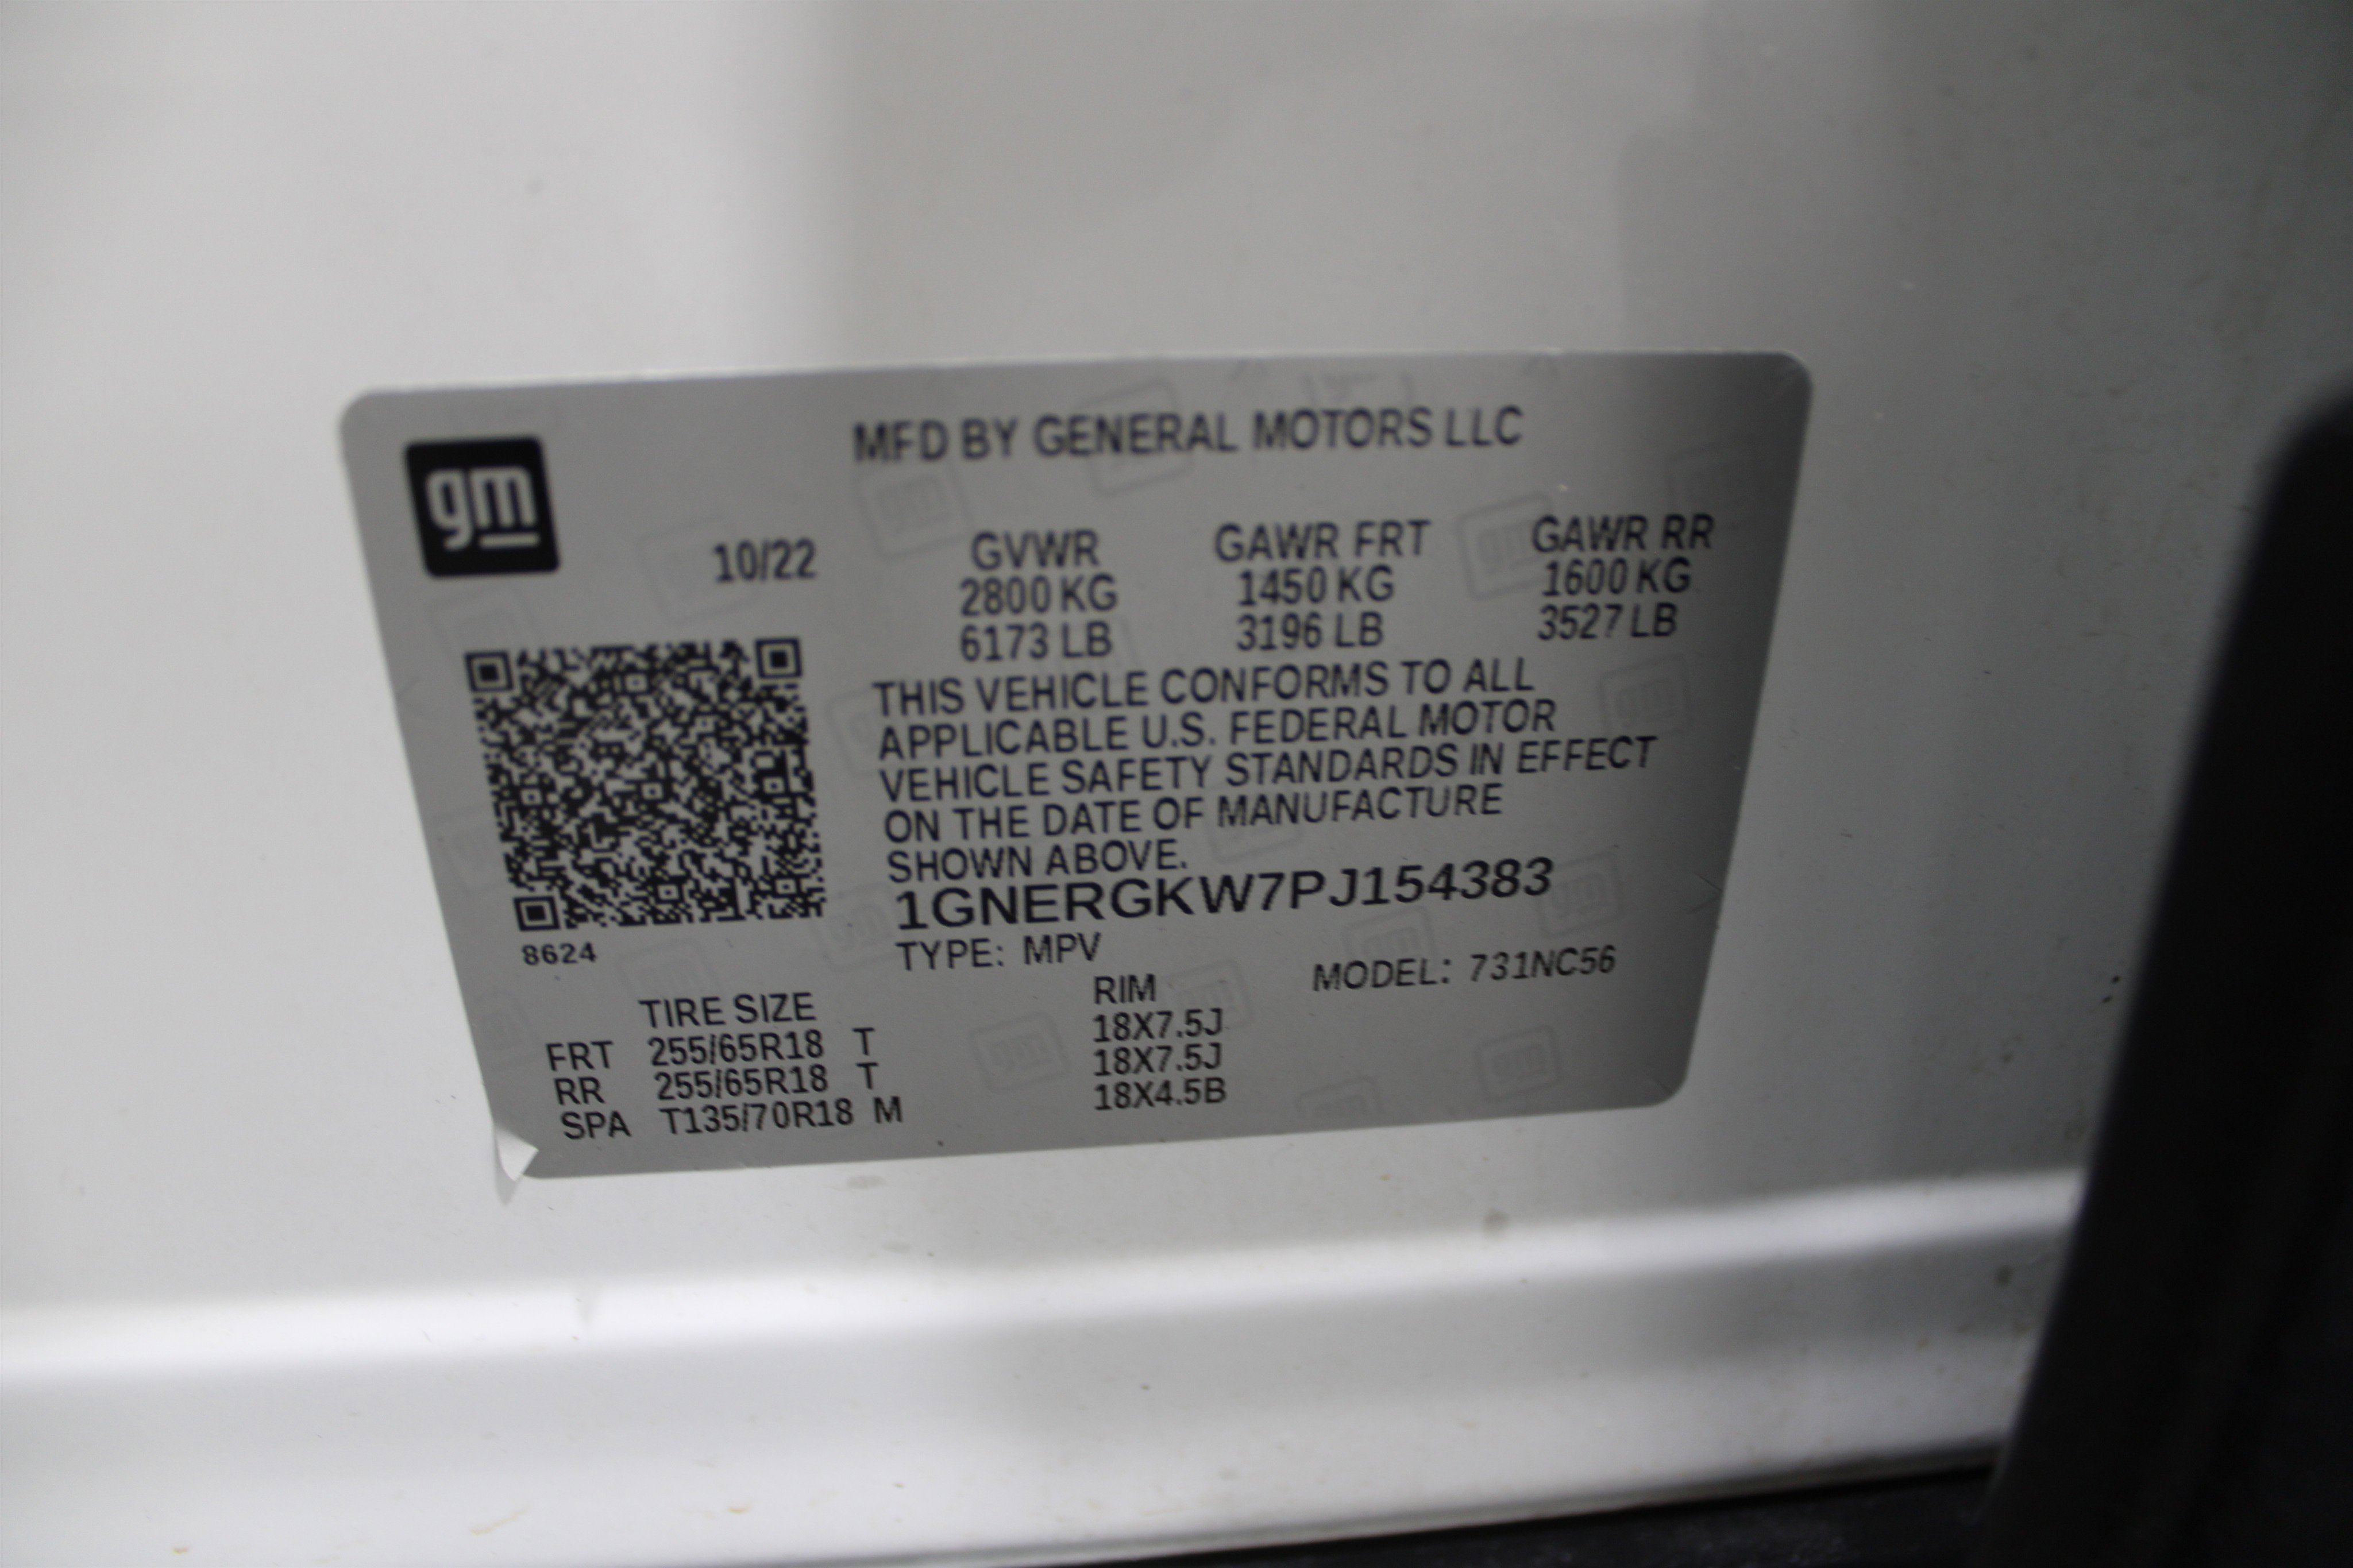 gm
MFD BY GENERAL MOTORS LLC
10/22 GVWR GAWR FRT GAWR RR
2800 KG 1450 KG 1600 KG
6173 LB 3196 LB 3527 LB
THIS VEHICLE CONFORMS TO ALL
APPLICABLE U.S. FEDERAL MOTOR
VEHICLE SAFETY STANDARDS IN EFFECT
ON THE DATE OF MANUFACTURE
SHOWN ABOVE.
1GNERGKW7PJ154383
8624
TYPE: MPV MODEL: 731NC56
TIRE SIZE RIM
FRT 255/65R18 T 18X7.5J
RR 255/65R18 T 18X7.5J
SPA T135/70R18 M 18X4.5B